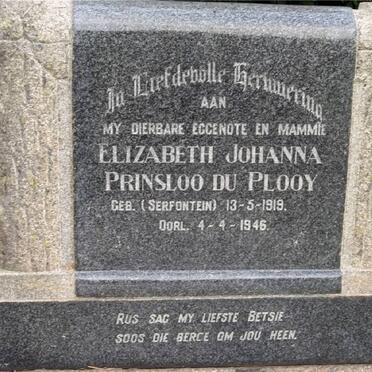 In Liefdevolle Herinnering
AAN
MY DIERBARE EGGENOTE EN MAMMIE
ELIZABETH JOHANNA
PRINSLOO DU PLOOY
GEB. (SERFONTEIN) 13-5-1919.
OORL. 4-4-1946.
RUS SAG MY LIEFSTE BETSIE
SOOS DIE BERGE OM JOU HEEN.